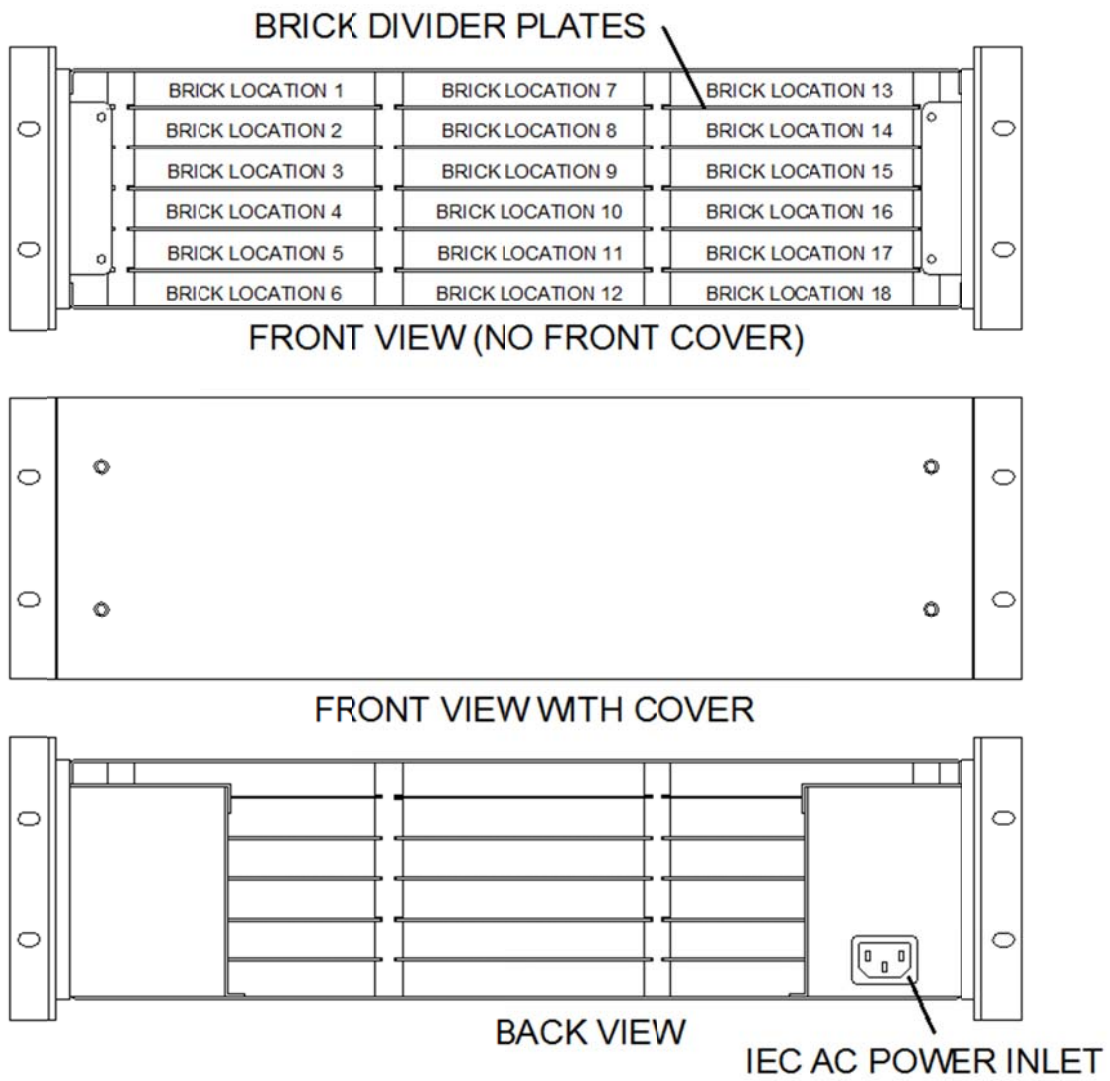 BRICK DIVIDER PLATES
BRICK LOCATION 1 BRICK LOCATION 7 BRICK LOCATION 13
BRICK LOCATION 2 BRICK LOCATION 8 BRICK LOCATION 14
BRICK LOCATION 3 BRICK LOCATION 9 BRICK LOCATION 15
BRICK LOCATION 4 BRICK LOCATION 10 BRICK LOCATION 16
BRICK LOCATION 5 BRICK LOCATION 11 BRICK LOCATION 17
BRICK LOCATION 6 BRICK LOCATION 12 BRICK LOCATION 18
FRONT VIEW (NO FRONT COVER)
FRONT VIEW WITH COVER
BACK VIEW
IEC AC POWER INLET